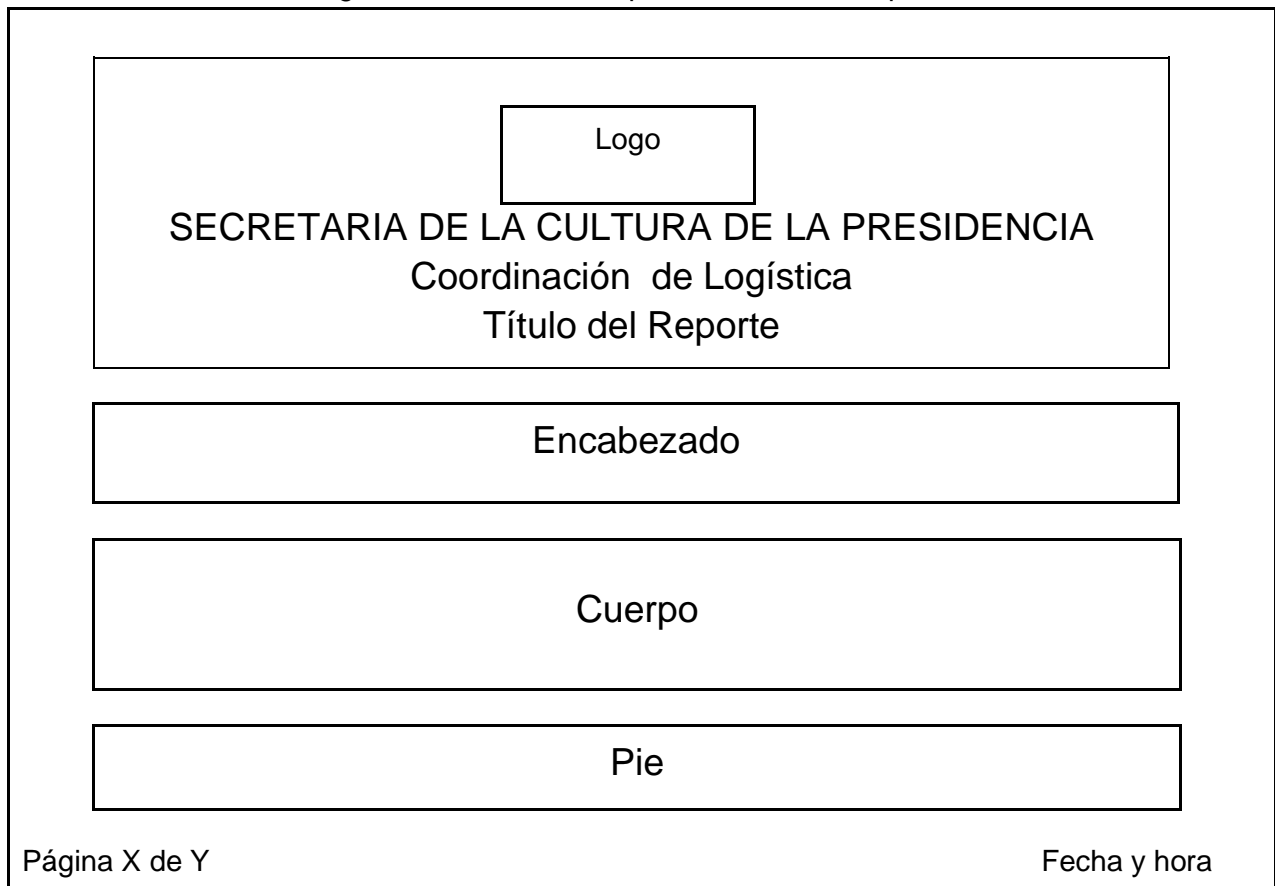 Logo
SECRETARIA DE LA CULTURA DE LA PRESIDENCIA
Coordinación de Logística
Título del Reporte
Encabezado
Cuerpo
Pie
Página X de Y
Fecha y hora